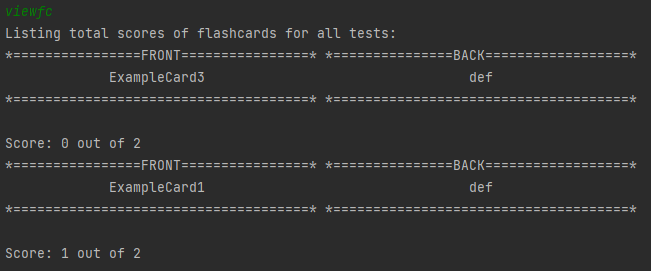 viewfc
Listing total scores of flashcards for all tests:
*================FRONT================* *===============BACK==================*
ExampleCard3 def
*=====================================* *=====================================*
Score: 0 out of 2
*================FRONT================* *===============BACK==================*
ExampleCard1 def
*=====================================* *=====================================*
Score: 1 out of 2